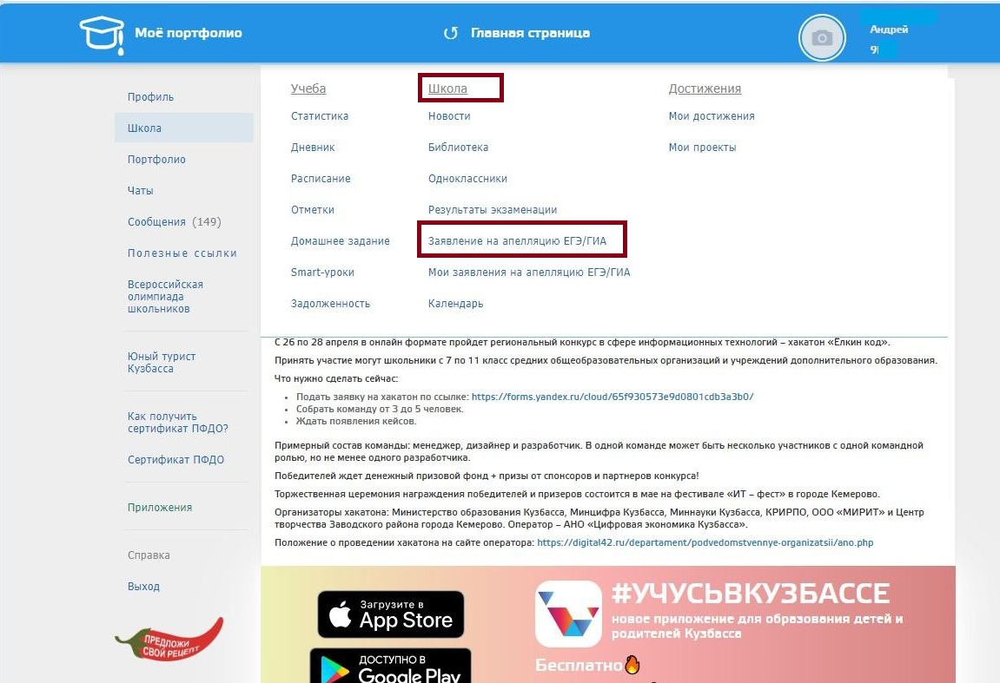 Моё портфолио
Главная страница
Андрей
9
Профиль
Школа
Портфолио
Чаты
Сообщения (149)
Полезные ссылки
Всероссийская
олимпиада
школьников
Юный турист
Кузбасса
Как получить
сертификат ПФДО?
Сертификат ПФДО
Приложения
Справка
Выход
ПРЕДЛОЖИ
СВОЙ РЕЦЕПТ
Учеба
Статистика
Дневник
Расписание
Отметки
Домашнее задание
Smart-уроки
Задолженность
Школа
Новости
Библиотека
Одноклассники
Результаты экзаменации
Заявление на апелляцию ЕГЭ/ГИА
Мои заявления на апелляцию ЕГЭ/ГИА
Календарь
Достижения
Мои достижения
Мои проекты
С 26 по 28 апреля в онлайн формате пройдет региональный конкурс в сфере информационных технологий – хакатон «Ёлкин код».
Принять участие могут школьники с 7 по 11 класс средних общеобразовательных организаций и учреждений дополнительного образования.
Что нужно сделать сейчас:
• Подать заявку на хакатон по ссылке: https://forms.yandex.ru/cloud/65f930573e9d0801cdb3a3b0/
• Собрать команду от 3 до 5 человек.
• Ждать появления кейсов.
Примерный состав команды: менеджер, дизайнер и разработчик. В одной команде может быть несколько участников с одной командной
ролью, но не менее одного разработчика.
Победителей ждет денежный призовой фонд + призы от спонсоров и партнеров конкурса!
Торжественная церемония награждения победителей и призеров состоится в мае на фестивале «ИТ – фест» в городе Кемерово.
Организаторы хакатона: Министерство образования Кузбасса, Минцифра Кузбасса, Миннауки Кузбасса, КРИРПО, ООО «МИРИТ» и Центр
творчества Заводского района города Кемерово. Оператор – АНО «Цифровая экономика Кузбасса».
Положение о проведении хакатона на сайте оператора: https://digital42.ru/departament/podvedomstvennye-organizatsii/ano.php
Загрузите в
App Store
ДОСТУПНО В
Google Play
#УЧУСЬВКУЗБАССЕ
новое приложение для образования детей и
родителей Кузбасса
Бесплатно